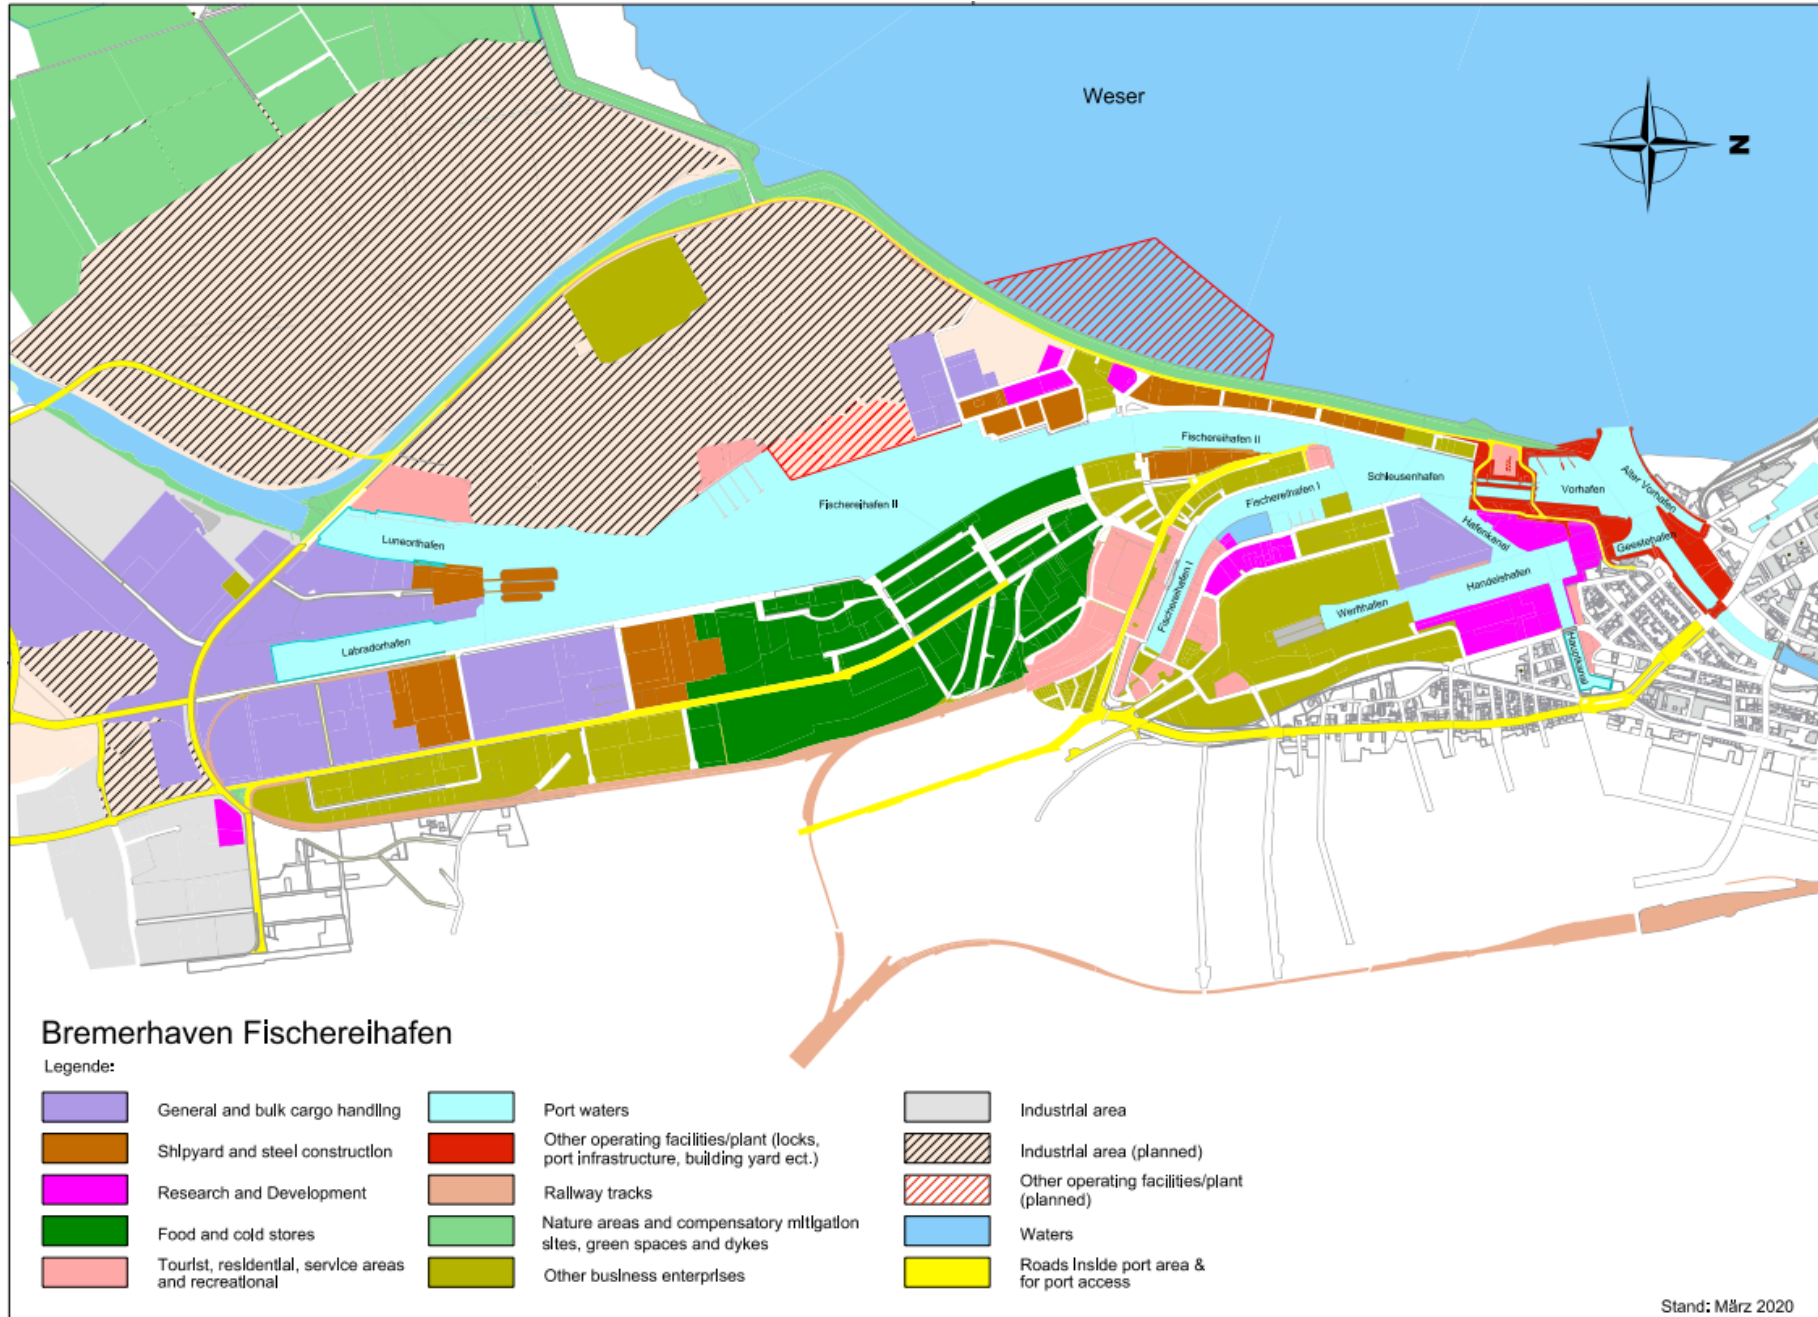 Weser
N
Fischereihafen II
Fischereihafen II
Schleusenhafen
Vorhafen
Alter Vorhafen
Fischereihafen I
Hafenkanal
Geestehafen
Luneorthafen
Handelshafen
Werfthafen
Fischereihafen I
Labradorhafen
Hauptkanal
Bremerhaven Fischereihafen
Legende:
General and bulk cargo handling
Shipyard and steel construction
Research and Development
Food and cold stores
Tourist, residential, service areas
and recreational
Port waters
Other operating facilities/plant (locks,
port infrastructure, building yard ect.)
Railway tracks
Nature areas and compensatory mitigation
sites, green spaces and dykes
Other business enterprises
Industrial area
Industrial area (planned)
Other operating facilities/plant
(planned)
Waters
Roads inside port area &
for port access
Stand: März 2020